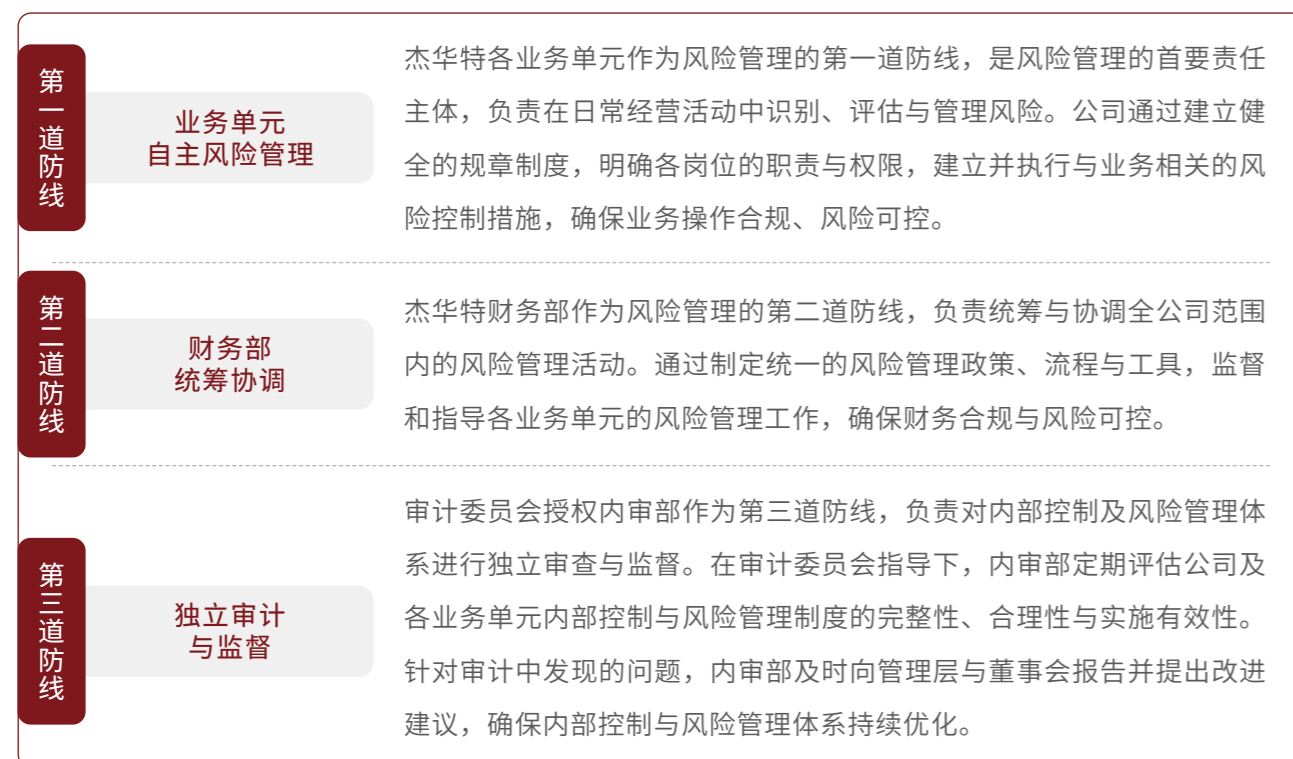 第一道防线
业务单元
自主风险管理
杰华特各业务单元作为风险管理的第一道防线，是风险管理的首要责任
主体，负责在日常经营活动中识别、评估与管理风险。公司通过建立健
全的规章制度，明确各岗位的职责与权限，建立并执行与业务相关的风
险控制措施，确保业务操作合规、风险可控。
第二道防线
财务部
统筹协调
杰华特财务部作为风险管理的第二道防线，负责统筹与协调全公司范围
内的风险管理活动。通过制定统一的风险管理政策、流程与工具，监督
和指导各业务单元的风险管理工作，确保财务合规与风险可控。
第三道防线
独立审计
与监督
审计委员会授权内审部作为第三道防线，负责对内部控制及风险管理体
系进行独立审查与监督。在审计委员会指导下，内审部定期评估公司及
各业务单元内部控制与风险管理制度的完整性、合理性与实施有效性。
针对审计中发现的问题，内审部及时向管理层与董事会报告并提出改进
建议，确保内部控制与风险管理体系持续优化。